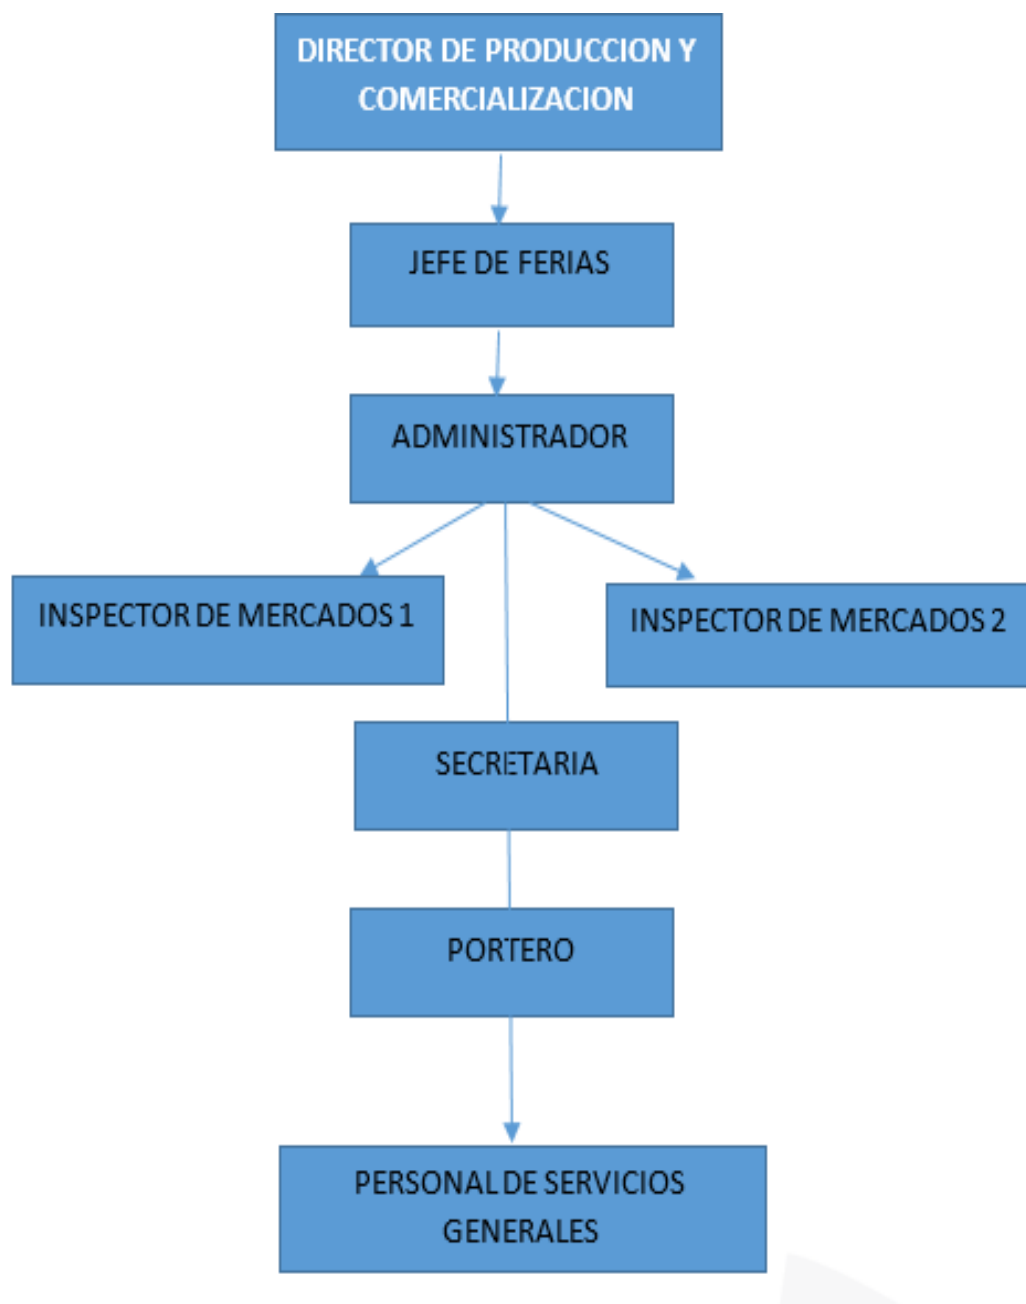 DIRECTOR DE PRODUCCION Y
COMERCIALIZACION
JEFE DE FERIAS
ADMINISTRADOR
INSPECTOR DE MERCADOS 1
INSPECTOR DE MERCADOS 2
SECRETARIA
PORTERO
PERSONAL DE SERVICIOS
GENERALES